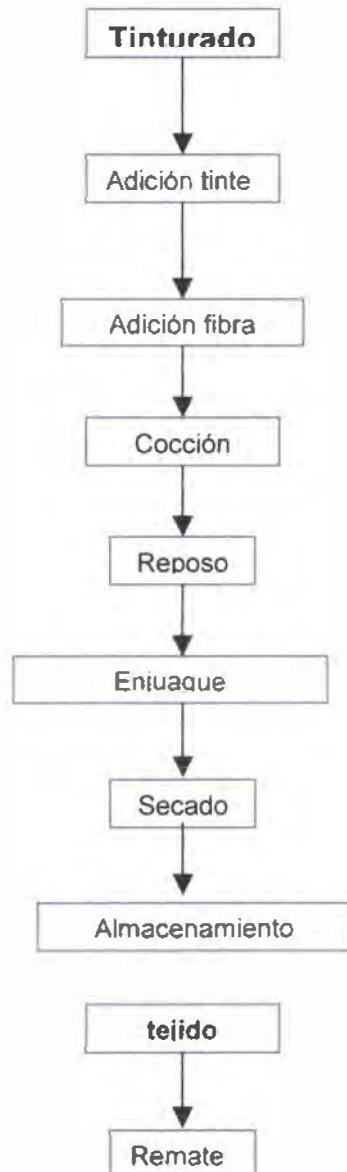 Tinturado
Adición tinte
Adición fibra
Cocción
Reposo
Enjuague
Secado
Almacenamiento
tejido
Remate